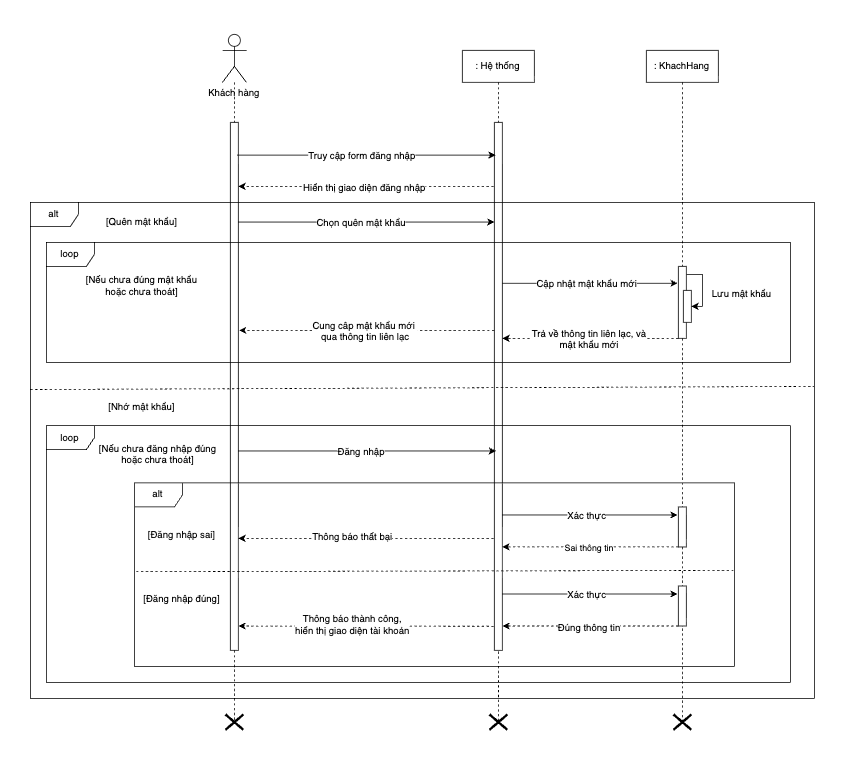 Khách hàng
: Hệ thống
: KhachHang
Truy cập form đăng nhập
Hiển thị giao diện đăng nhập
alt
[Quên mật khẩu]
Chọn quên mật khẩu
loop
[Nếu chưa đúng mật khẩu
hoặc chưa thoát]
Cập nhật mật khẩu mới
Lưu mật khẩu
Cung câp mật khẩu mới
qua thông tin liên lạc
Trả về thông tin liên lạc, và
mật khẩu mới
[Nhớ mật khẩu]
loop
[Nếu chưa đăng nhập đúng
hoặc chưa thoát]
Đăng nhập
alt
Xác thực
[Đăng nhập sai]
Thông báo thất bại
Sai thông tin
[Đăng nhập đúng]
Xác thực
Thông báo thành công,
hiển thị giao diện tài khoản
Đúng thông tin